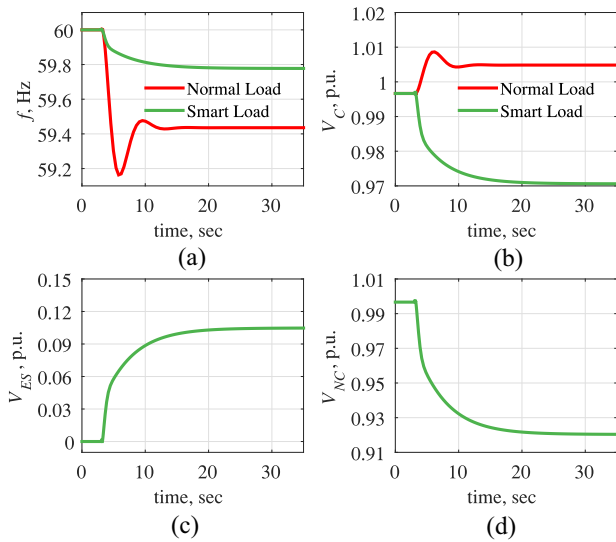 60
59.8
59.6
59.4
59.2
f, Hz
Normal Load
Smart Load
0 10 20 30
time, sec
(a)
1.02
1.01
1
0.99
0.98
0.97
V_C, p.u.
Normal Load
Smart Load
0 10 20 30
time, sec
(b)
0.15
0.12
0.09
0.06
0.03
0
V_ES, p.u.
0 10 20 30
time, sec
(c)
1.01
0.99
0.97
0.95
0.93
0.91
V_NC, p.u.
0 10 20 30
time, sec
(d)